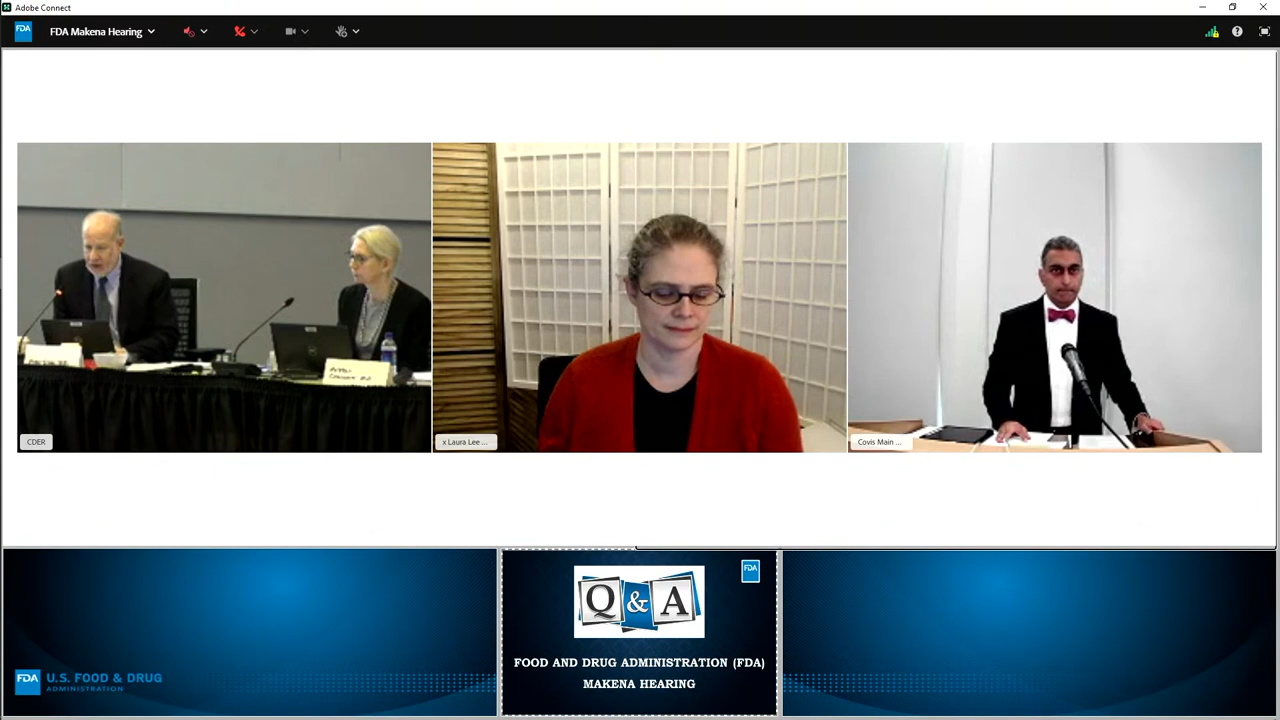 Adobe Connect
FDA
FDA Makena Hearing
CDER
x Laura Lee ...
Covis Main ...
FDA
Q & A
FOOD AND DRUG ADMINISTRATION (FDA)
MAKENA HEARING
FDA U.S. FOOD & DRUG
ADMINISTRATION